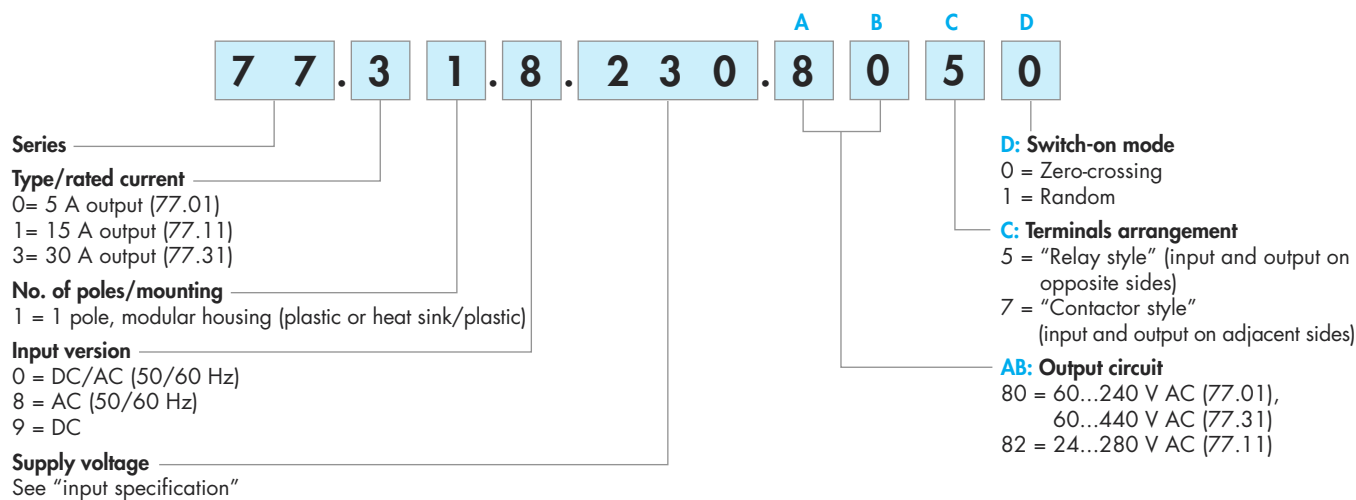 A B C D
7 7 . 3 1 . 8 . 2 3 0 . 8 0 5 0
Series
Type/rated current
0= 5 A output (77.01)
1= 15 A output (77.11)
3= 30 A output (77.31)
No. of poles/mounting
1 = 1 pole, modular housing (plastic or heat sink/plastic)
Input version
0 = DC/AC (50/60 Hz)
8 = AC (50/60 Hz)
9 = DC
Supply voltage
See “input specification”
D: Switch-on mode
0 = Zero-crossing
1 = Random
C: Terminals arrangement
5 = “Relay style” (input and output on
opposite sides)
7 = “Contactor style”
(input and output on adjacent sides)
AB: Output circuit
80 = 60...240 V AC (77.01),
60...440 V AC (77.31)
82 = 24...280 V AC (77.11)